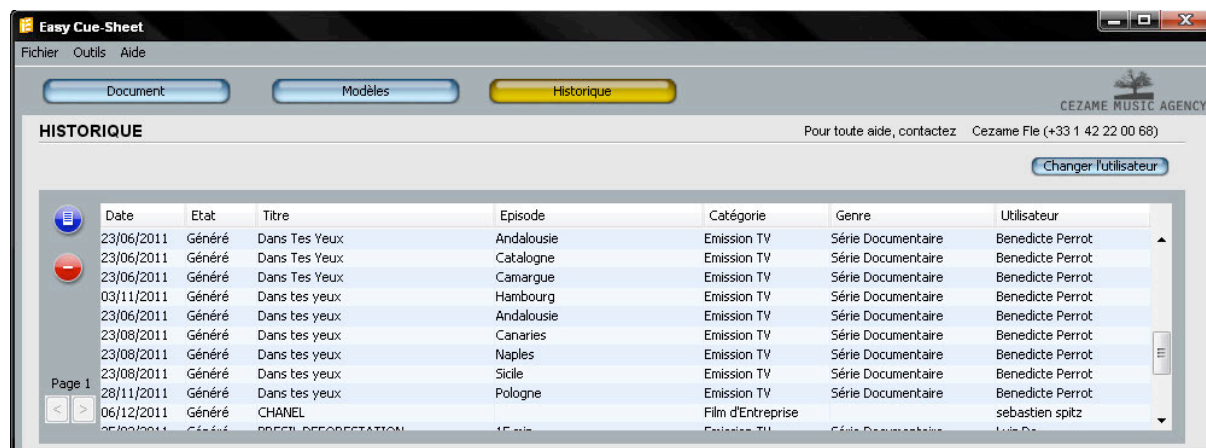 Easy Cue-Sheet
Fichier Outils Aide
Document Modèles Historique
CEZAME MUSIC AGENCY
HISTORIQUE Pour toute aide, contactez Cezame Fle (+33 1 42 22 00 68)
Changer l'utilisateur
Date Etat Titre Episode Catégorie Genre Utilisateur
23/06/2011 Généré Dans Tes Yeux Andalousie Emission TV Série Documentaire Benedicte Perrot
23/06/2011 Généré Dans Tes Yeux Catalogne Emission TV Série Documentaire Benedicte Perrot
23/06/2011 Généré Dans Tes Yeux Camargue Emission TV Série Documentaire Benedicte Perrot
03/11/2011 Généré Dans tes yeux Hambourg Emission TV Série Documentaire Benedicte Perrot
23/06/2011 Généré Dans tes yeux Andalousie Emission TV Série Documentaire Benedicte Perrot
23/08/2011 Généré Dans tes yeux Canaries Emission TV Série Documentaire Benedicte Perrot
23/08/2011 Généré Dans tes yeux Naples Emission TV Série Documentaire Benedicte Perrot
23/08/2011 Généré Dans tes yeux Sicile Emission TV Série Documentaire Benedicte Perrot
Page 1
28/11/2011 Généré Dans tes yeux Pologne Emission TV Série Documentaire Benedicte Perrot
< >
06/12/2011 Généré CHANEL Film d'Entreprise sebastien spitz
Généré DEFORESTATION Emission TV Série Documentaire